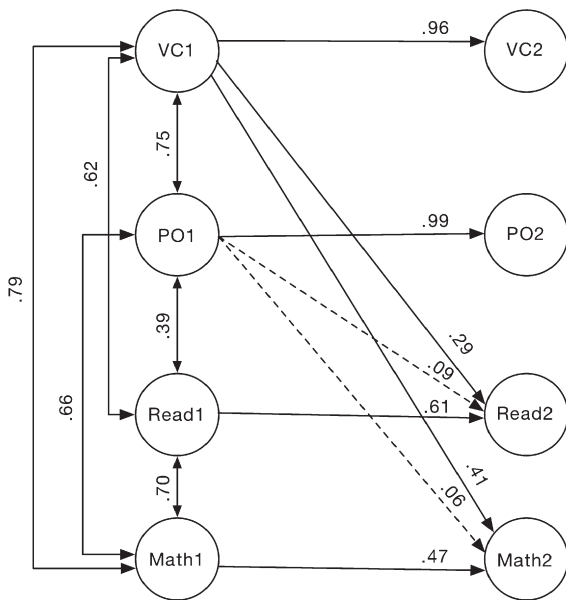 VC1
.96
VC2
.75
.62
PO1
.99
PO2
.79
.39
.29
.09
.66
Read1
.61
Read2
.70
.41
.06
Math1
.47
Math2